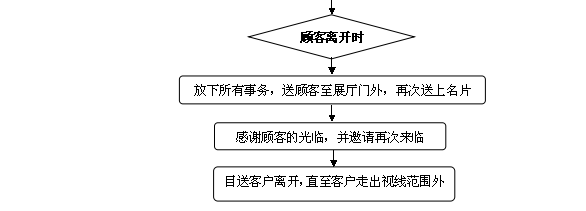 顾客离开时
放下所有事务，送顾客至展厅门外，再次送上名片
感谢顾客的光临，并邀请再次来临
目送客户离开,直至客户走出视线范围外